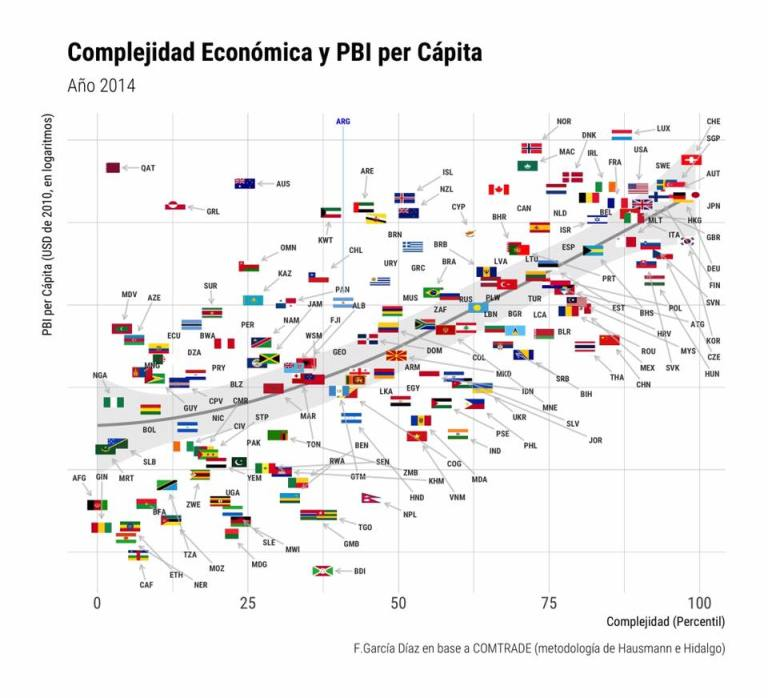 Complejidad Económica y PBI per Cápita
Año 2014
PBI per Cápita (USD de 2010, en logaritmos)
ARG
NOR
LUX
CHE
DNK
SGP
MAC
IRL
USA
FRA
SWE
QAT
ARE
ISL
AUT
AUS
NZL
GRL
CYP
CAN
NLD
BEL
JPN
BHR
MLT
HKG
KWT
BRN
ISR
ITA
GBR
OMN
CHL
GRC
BRB
ESP
KAZ
URY
BRA
LVA
LTU
DEU
PRT
FIN
SUR
PAN
MUS
RUS
PLW
TUR
SVN
MDV
AZE
JAM
ALB
ZAF
LBN
BGR
LCA
EST
BHS
POL
PER
NAM
FJI
ATG
ECU
BWA
WSM
BLR
HRV
KOR
MNG
DZA
GEO
DOM
COL
ROU
MYS
CZE
NGA
PRY
ARM
MKD
SRB
THA
MEX
SVK
HUN
BLZ
LKA
EGY
IDN
BIH
CHN
GUY
CPV
CMR
MNE
NIC
STP
MAR
UKR
SLV
BOL
CIV
PSE
JOR
PAK
TON
BEN
PHL
SLB
RWA
SEN
COG
IND
AFG
GIN
MRT
YEM
GTM
ZMB
MDA
KHM
UGA
HND
VNM
BFA
ZWE
NPL
TGO
SLE
GMB
TZA
MWI
MOZ
MDG
ETH
BDI
CAF
NER
0 25 50 75 100
Complejidad (Percentil)
F.García Díaz en base a COMTRADE (metodología de Hausmann e Hidalgo)